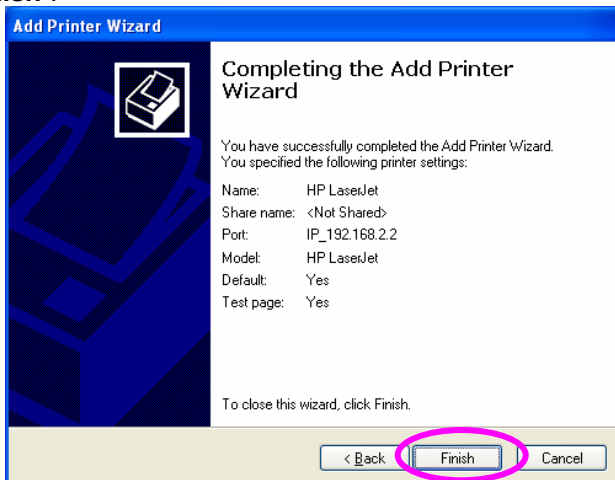 Add Printer Wizard
Completing the Add Printer
Wizard
You have successfully completed the Add Printer Wizard.
You specified the following printer settings:
Name: HP LaserJet
Share name: <Not Shared>
Port: IP_192.168.2.2
Model: HP LaserJet
Default: Yes
Test page: Yes
To close this wizard, click Finish.
< Back Finish Cancel